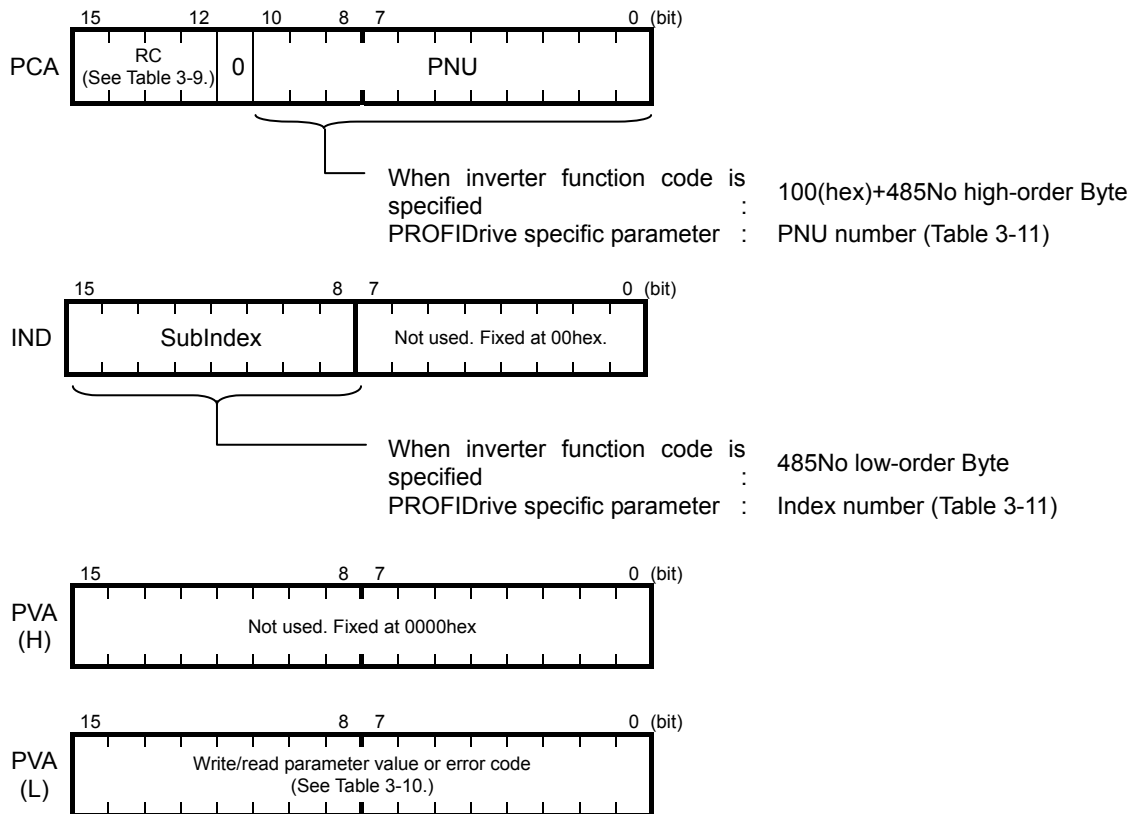 15 12 10 8 7 0 (bit)
PCA
RC
(See Table 3-9.)
0
PNU
When inverter function code is
specified :
100(hex)+485No high-order Byte
PROFIDrive specific parameter : PNU number (Table 3-11)
15 8 7 0 (bit)
IND
SubIndex
Not used. Fixed at 00hex.
When inverter function code is
specified :
485No low-order Byte
PROFIDrive specific parameter : Index number (Table 3-11)
15 8 7 0 (bit)
PVA
(H)
Not used. Fixed at 0000hex
15 8 7 0 (bit)
PVA
(L)
Write/read parameter value or error code
(See Table 3-10.)